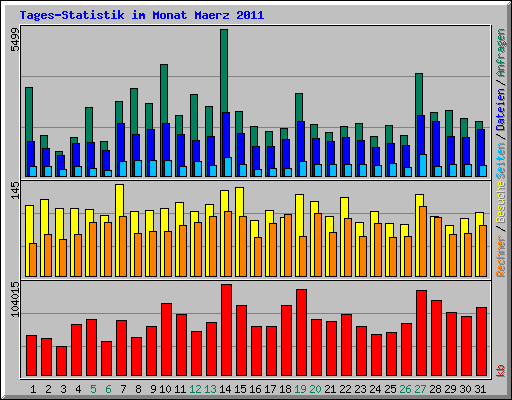 Tages-Statistik im Monat Maerz 2011
5499
Seiten / Dateien / Anfragen
145
Rechner / Besuche
104015
kb
1 2 3 4 5 6 7 8 9 10 11 12 13 14 15 16 17 18 19 20 21 22 23 24 25 26 27 28 29 30 31